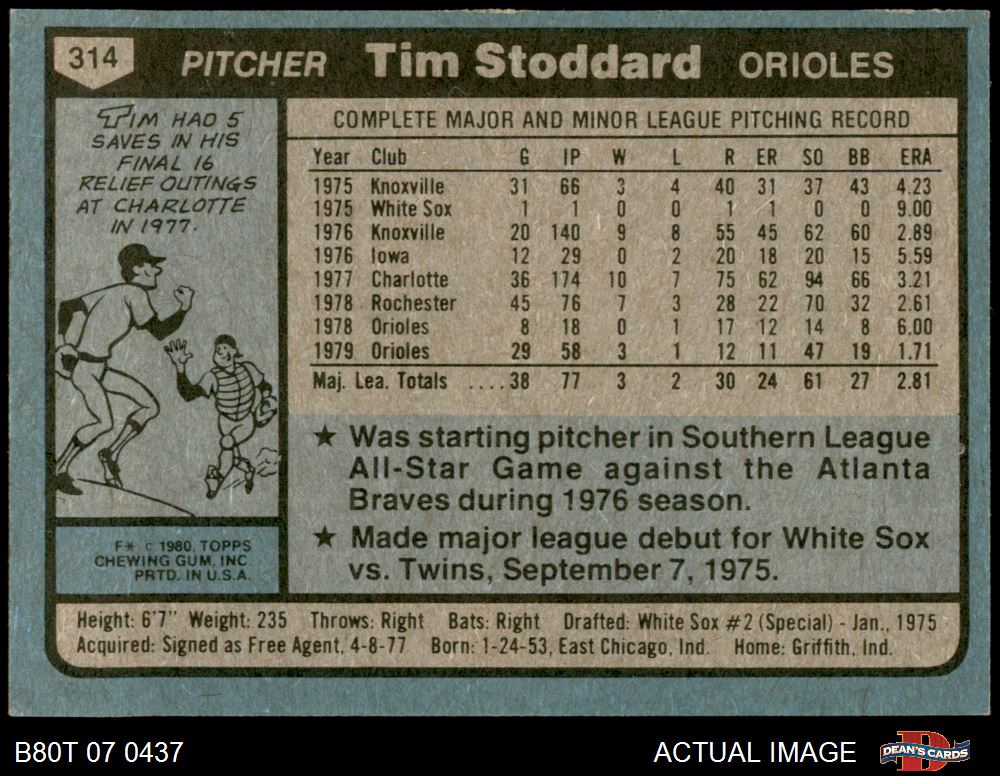 314 PITCHER Tim Stoddard ORIOLES
TIM HAD 5
SAVES IN HIS
FINAL 16
RELIEF OUTINGS
AT CHARLOTTE
IN 1977.
COMPLETE MAJOR AND MINOR LEAGUE PITCHING RECORD
Year Club G IP W L R ER SO BB ERA
1975 Knoxville 31 66 3 4 40 31 37 43 4.23
1975 White Sox 1 1 0 0 1 1 0 0 9.00
1976 Knoxville 20 140 9 8 55 45 62 60 2.89
1976 Iowa 12 29 0 2 20 18 20 15 5.59
1977 Charlotte 36 174 10 7 75 62 94 66 3.21
1978 Rochester 45 76 7 3 28 22 70 32 2.61
1978 Orioles 8 18 0 1 17 12 14 8 6.00
1979 Orioles 29 58 3 1 12 11 47 19 1.71
Maj. Lea. Totals ....38 77 3 2 30 24 61 27 2.81
★ Was starting pitcher in Southern League
All-Star Game against the Atlanta
Braves during 1976 season.
★ Made major league debut for White Sox
vs. Twins, September 7, 1975.
F* © 1980, TOPPS
CHEWING GUM, INC.
PRTD. IN U.S.A.
Height: 6'7" Weight: 235 Throws: Right Bats: Right Drafted: White Sox #2 (Special) - Jan., 1975
Acquired: Signed as Free Agent, 4-8-77 Born: 1-24-53, East Chicago, Ind. Home: Griffith, Ind.
B80T 07 0437 ACTUAL IMAGE DEAN'S CARDS